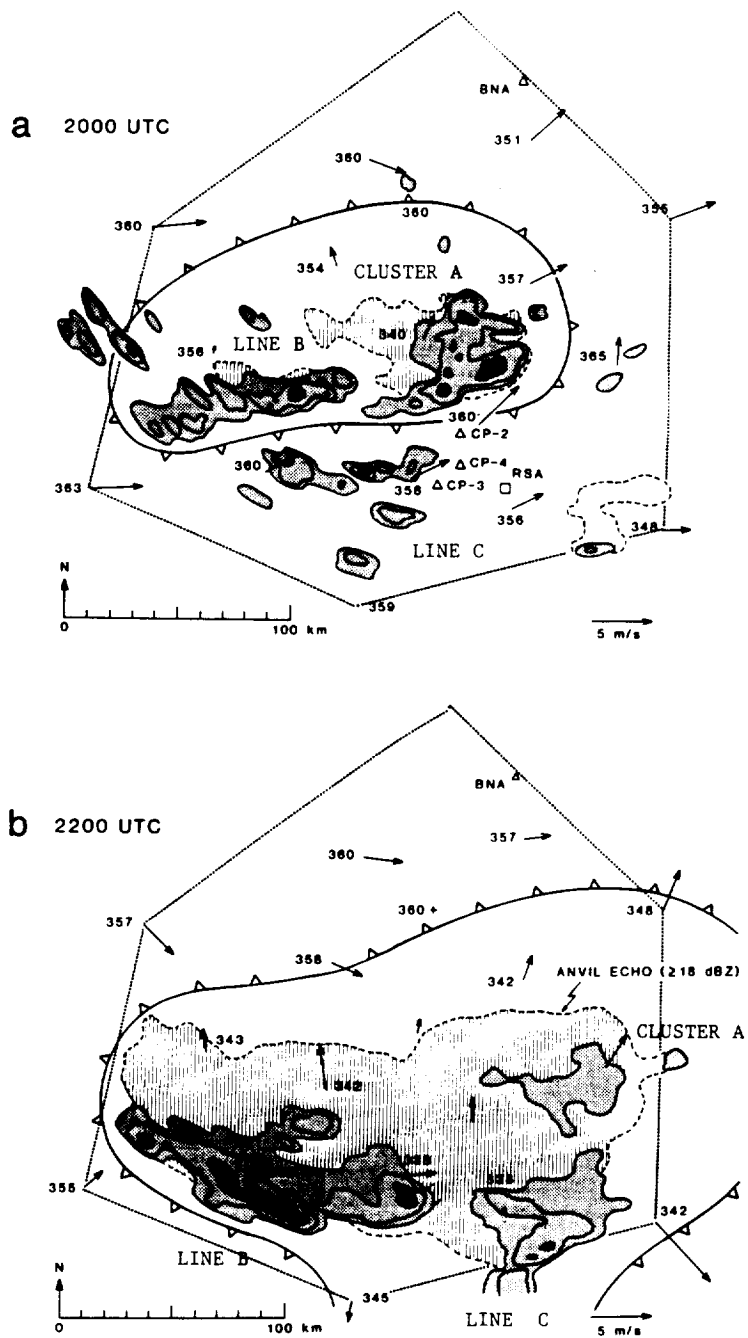 a 2000 UTC
BNA
351
360
360
360
355
354
CLUSTER A
357
LINE B
340
356
365
360
CP-2
360
CP-4
RSA
358
CP-3
363
356
348
LINE C
N
359
0
100 km
5 m/s
b 2200 UTC
BNA
357
360
357
360+
348
358
342
ANVIL ECHO (≥18 dBZ)
343
CLUSTER A
342
355
342
LINE B
N
345
LINE C
0
100 km
5 m/s